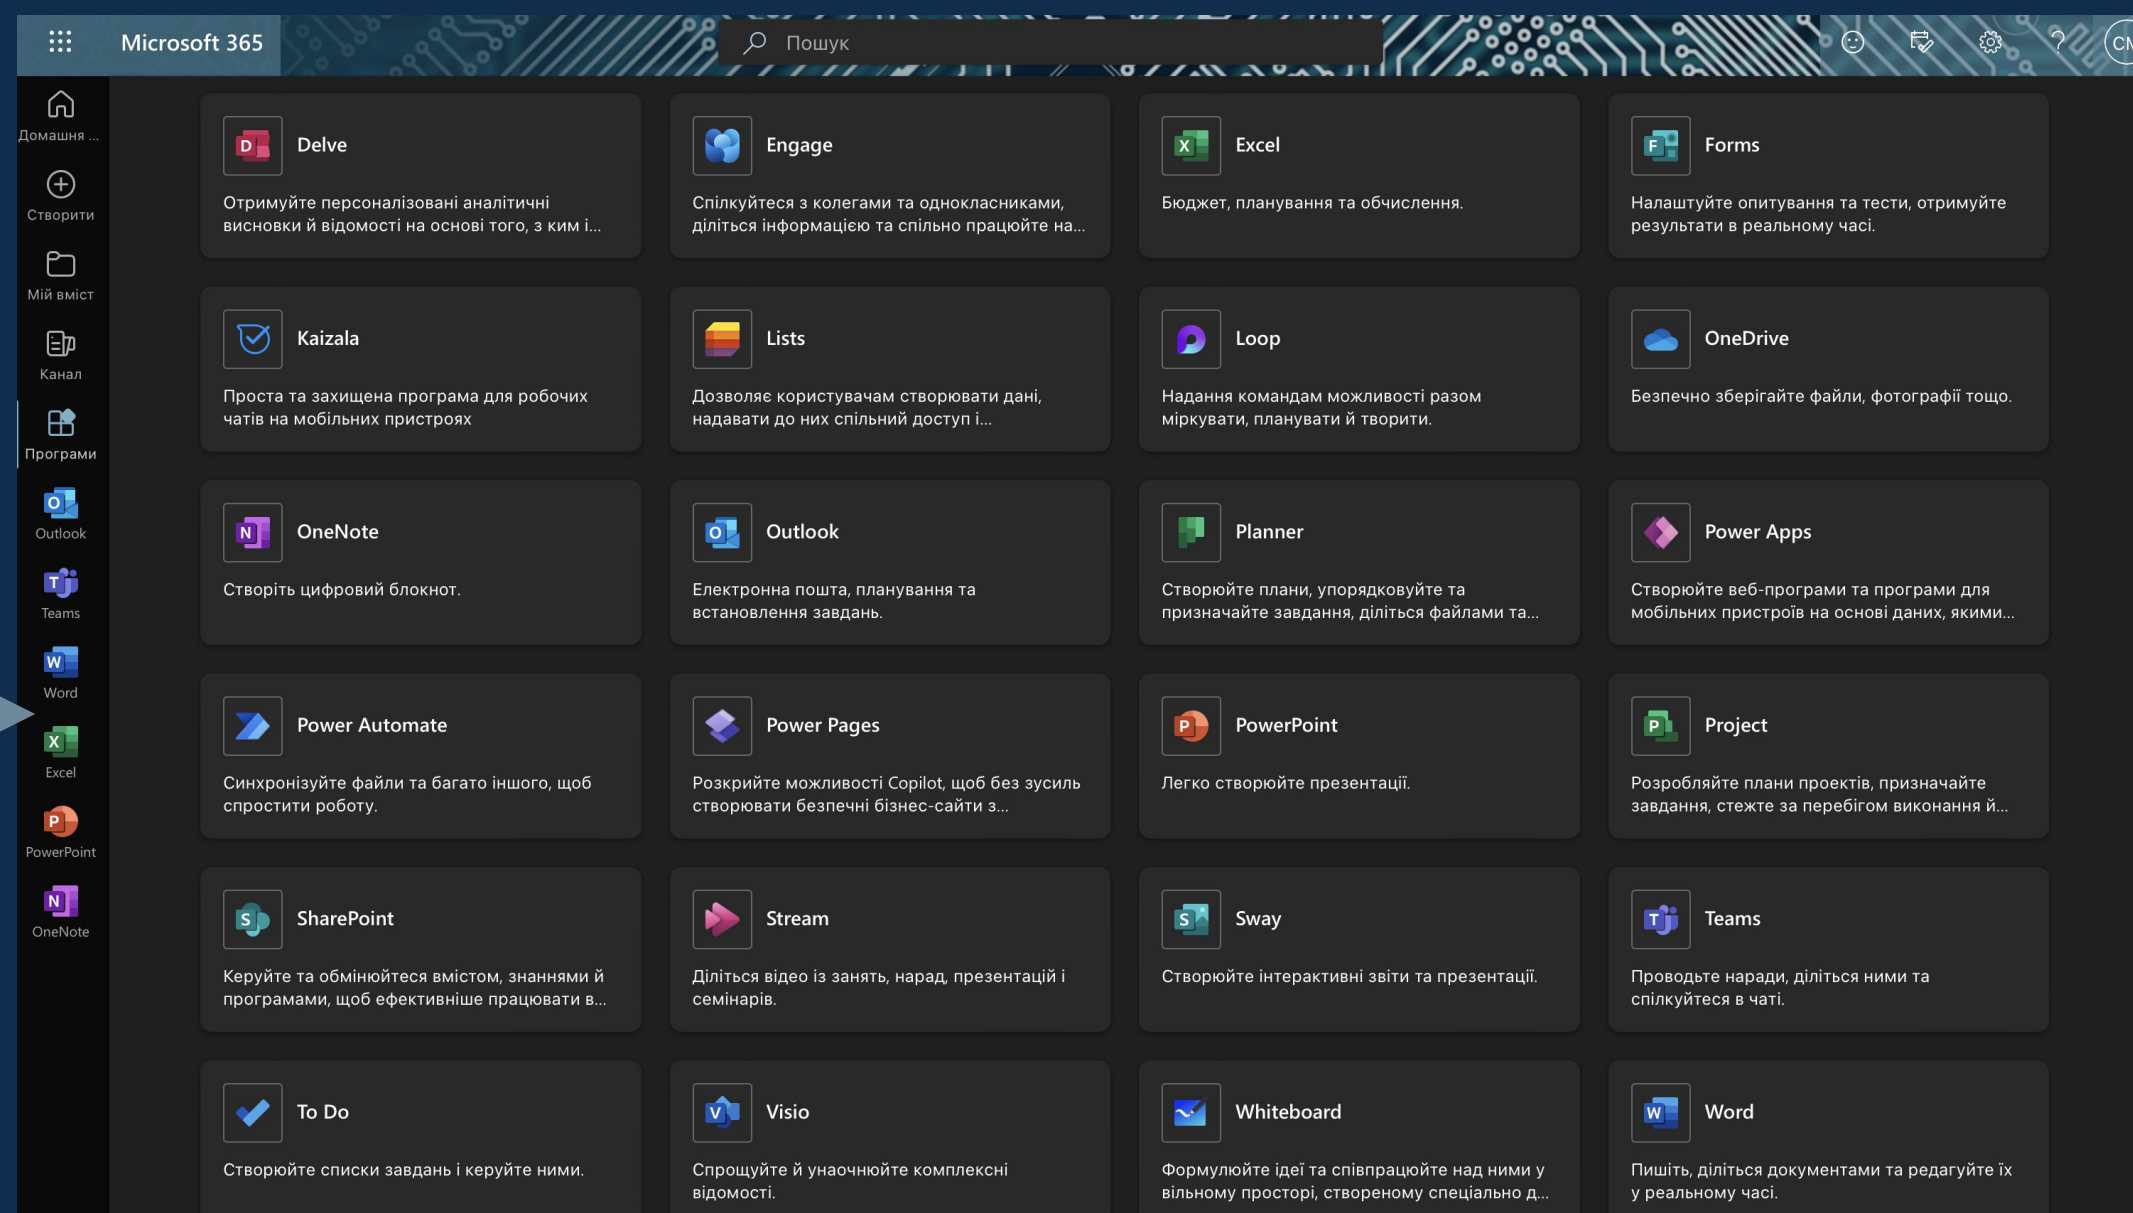 Microsoft 365
Пошук
Домашня ...
Створити
Мій вміст
Канал
Програми
Outlook
Teams
Word
Excel
PowerPoint
OneNote
Delve
Отримуйте персоналізовані аналітичні
висновки й відомості на основі того, з ким і...
Engage
Спілкуйтеся з колегами та однокласниками,
діліться інформацією та спільно працюйте на...
Excel
Бюджет, планування та обчислення.
Forms
Налаштуйте опитування та тести, отримуйте
результати в реальному часі.
Kaizala
Проста та захищена програма для робочих
чатів на мобільних пристроях
Lists
Дозволяє користувачам створювати дані,
надавати до них спільний доступ і...
Loop
Надання командам можливості разом
міркувати, планувати й творити.
OneDrive
Безпечно зберігайте файли, фотографії тощо.
OneNote
Створіть цифровий блокнот.
Outlook
Електронна пошта, планування та
встановлення завдань.
Planner
Створюйте плани, упорядковуйте та
призначайте завдання, діліться файлами та...
Power Apps
Створюйте веб-програми та програми для
мобільних пристроїв на основі даних, якими...
Power Automate
Синхронізуйте файли та багато іншого, щоб
спростити роботу.
Power Pages
Розкрийте можливості Copilot, щоб без зусиль
створювати безпечні бізнес-сайти з...
PowerPoint
Легко створюйте презентації.
Project
Розробляйте плани проектів, призначайте
завдання, стежте за перебігом виконання й...
SharePoint
Керуйте та обмінюйтеся вмістом, знаннями й
програмами, щоб ефективніше працювати в...
Stream
Діліться відео із занять, нарад, презентацій і
семінарів.
Sway
Створюйте інтерактивні звіти та презентації.
Teams
Проводьте наради, діліться ними та
спілкуйтеся в чаті.
To Do
Створюйте списки завдань і керуйте ними.
Visio
Спрощуйте й унаочнюйте комплексні
відомості.
Whiteboard
Формулюйте ідеї та співпрацюйте над ними у
вільному просторі, створеному спеціально д...
Word
Пишіть, діліться документами та редагуйте їх
у реальному часі.